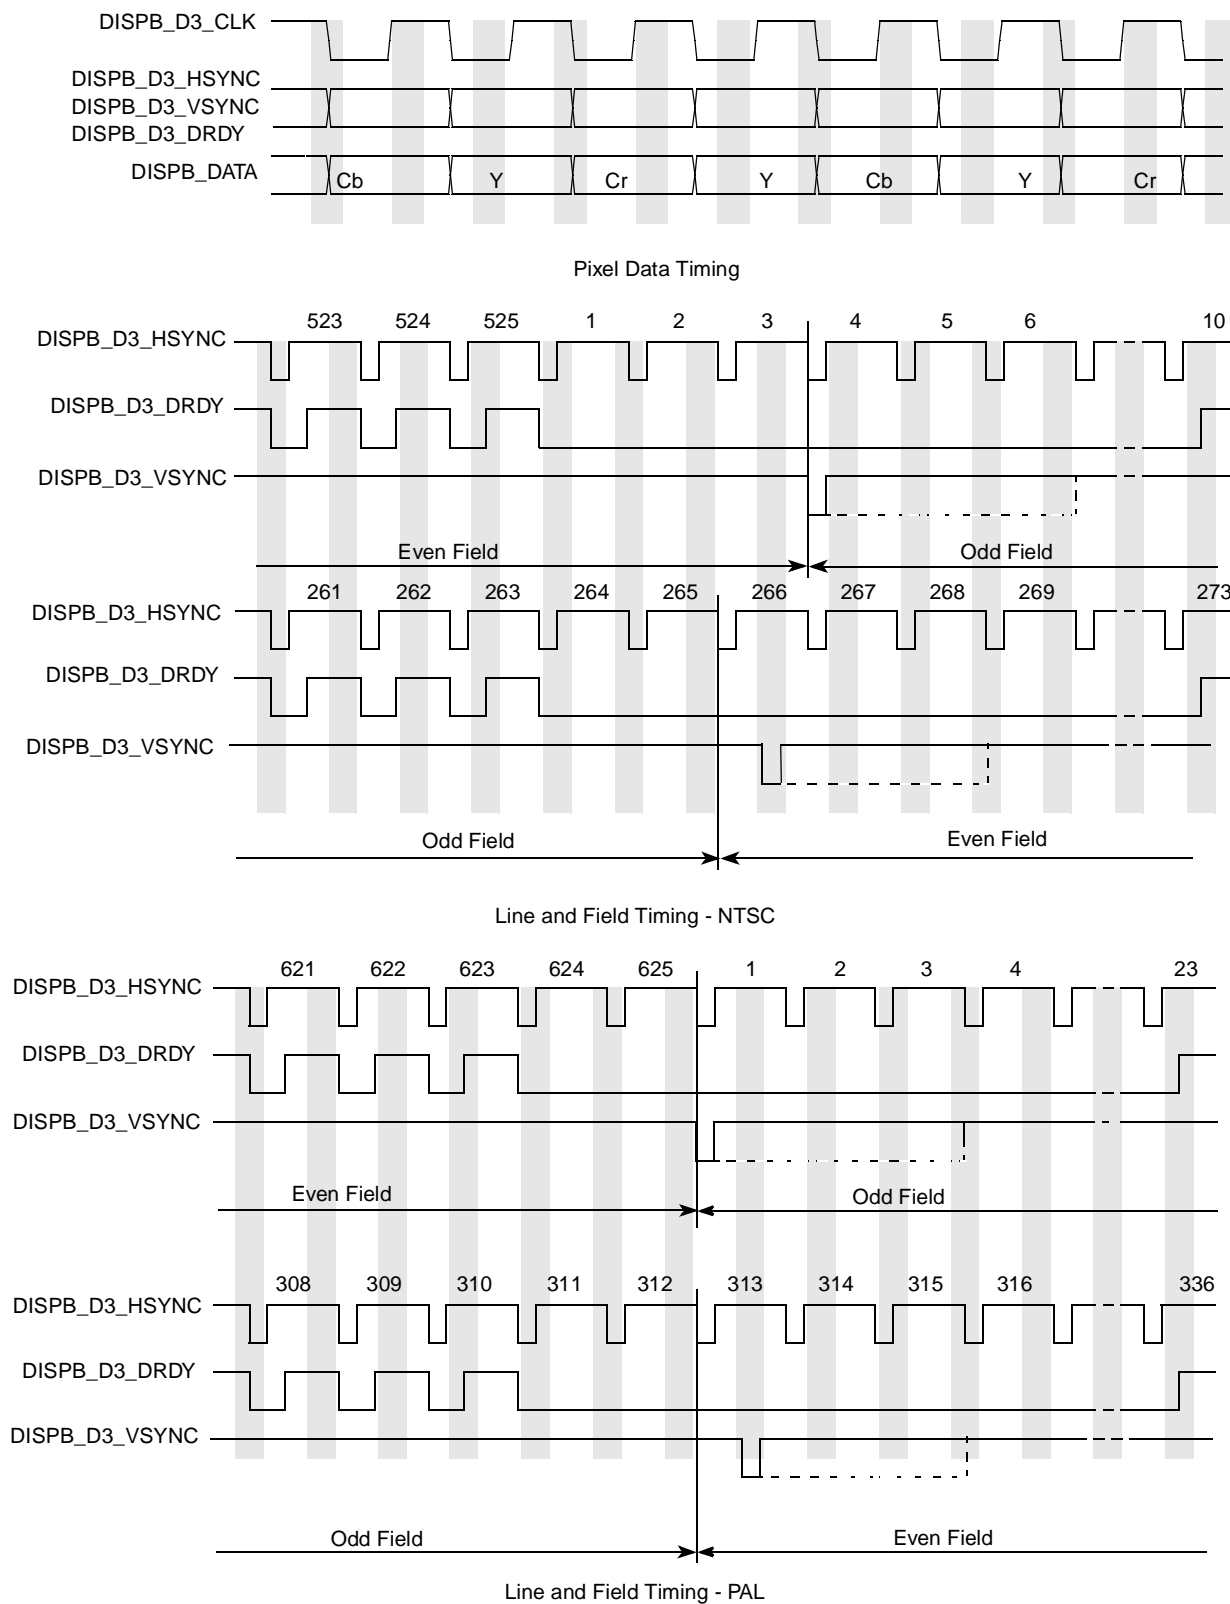 DISPB_D3_CLK
DISPB_D3_HSYNC
DISPB_D3_VSYNC
DISPB_D3_DRDY
DISPB_DATA
Cb Y Cr Y Cb Y Cr
Pixel Data Timing
523 524 525 1 2 3 4 5 6 10
DISPB_D3_HSYNC
DISPB_D3_DRDY
DISPB_D3_VSYNC
Even Field Odd Field
261 262 263 264 265 266 267 268 269 273
DISPB_D3_HSYNC
DISPB_D3_DRDY
DISPB_D3_VSYNC
Odd Field Even Field
Line and Field Timing - NTSC
621 622 623 624 625 1 2 3 4 23
DISPB_D3_HSYNC
DISPB_D3_DRDY
DISPB_D3_VSYNC
Even Field Odd Field
308 309 310 311 312 313 314 315 316 336
DISPB_D3_HSYNC
DISPB_D3_DRDY
DISPB_D3_VSYNC
Odd Field Even Field
Line and Field Timing - PAL